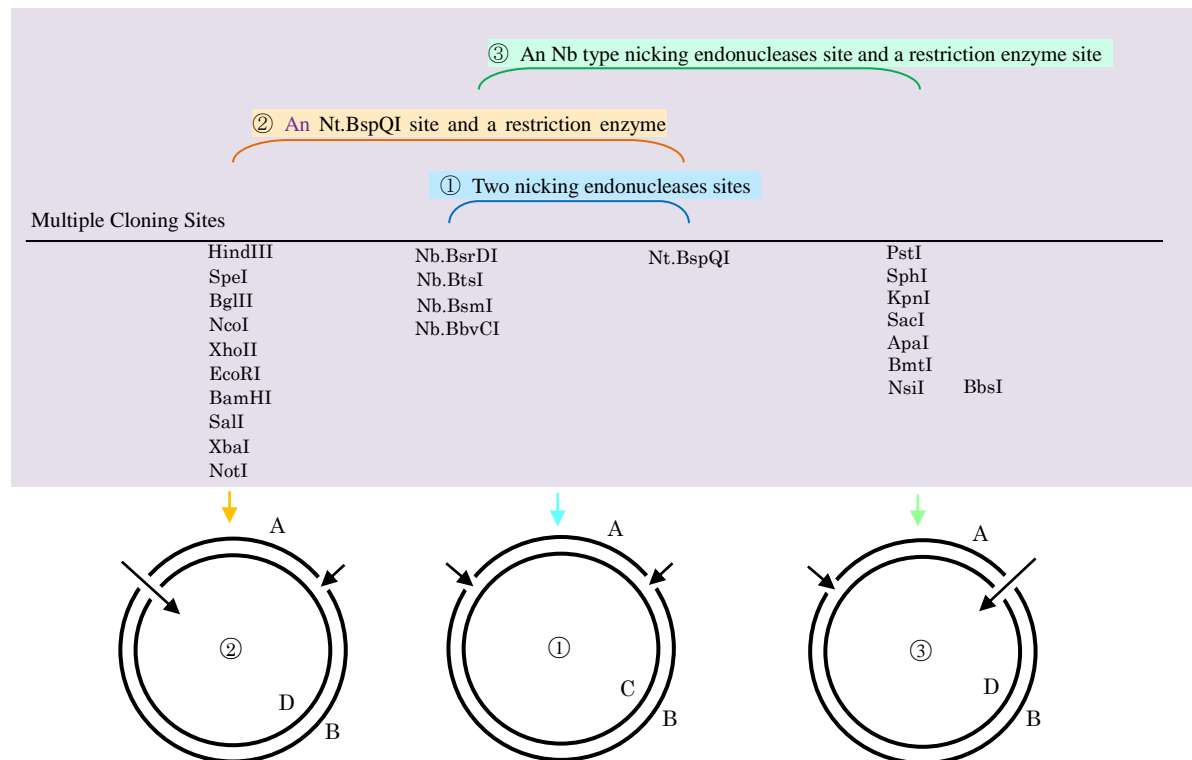 ③ An Nb type nicking endonucleases site and a restriction enzyme site
② An Nt.BspQI site and a restriction enzyme
① Two nicking endonucleases sites
Multiple Cloning Sites
HindIII
SpeI
BglII
NcoI
XhoII
EcoRI
BamHI
SalI
XbaI
NotI
Nb.BsrDI
Nb.BtsI
Nb.BsmI
Nb.BbvCI
Nt.BspQI
PstI
SphI
KpnI
SacI
ApaI
BmtI
NsiI BbsI
A
②
D
B
A
①
C
B
A
③
D
B